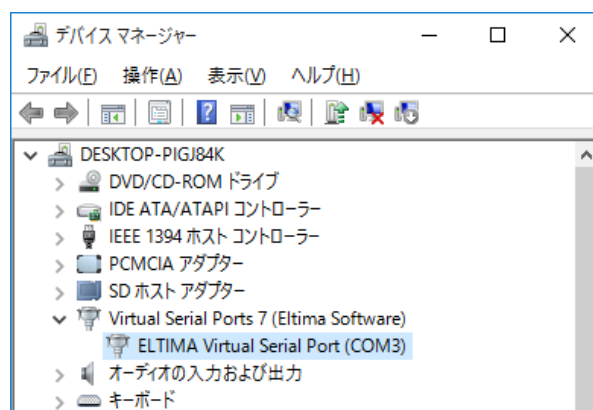 デバイス マネージャー
ファイル(F) 操作(A) 表示(V) ヘルプ(H)
DESKTOP-PIGJ84K
DVD/CD-ROM ドライブ
IDE ATA/ATAPI コントローラー
IEEE 1394 ホスト コントローラー
PCMCIA アダプター
SD ホスト アダプター
Virtual Serial Ports 7 (Eltima Software)
ELTIMA Virtual Serial Port (COM3)
オーディオの入力および出力
キーボード